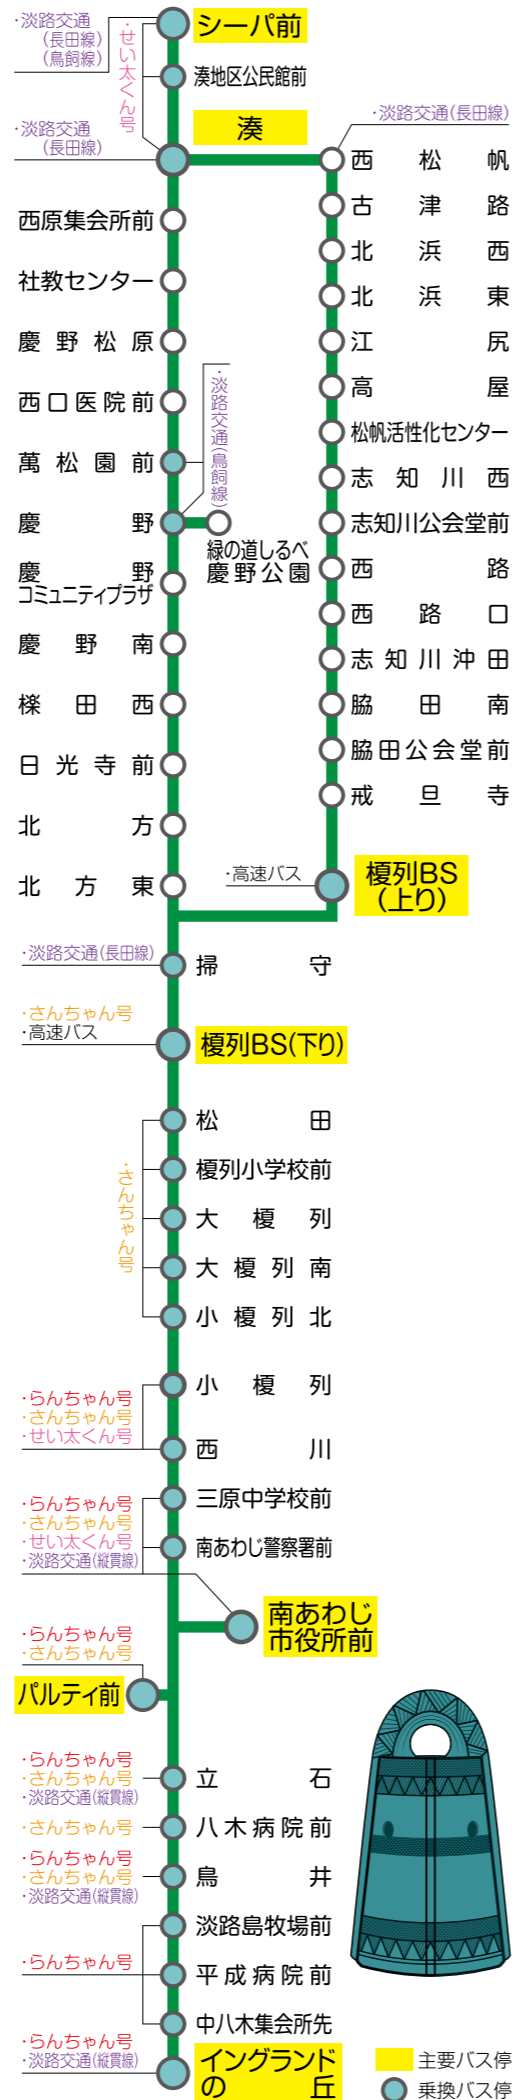 ・淡路交通
(長田線)
(鳥飼線)
・せい太くん号
シーパ前
湊地区公民館前
・淡路交通
(長田線)
湊
・淡路交通(長田線)
西松帆
古津路
北浜西
北浜東
江尻
高屋
松帆活性化センター
志知川西
志知川公会堂前
西路
西路口
志知川沖田
脇田南
脇田公会堂前
戒旦寺
・高速バス
榎列BS
(上り)
西原集会所前
社教センター
慶野松原
西口医院前
萬松園前
・淡路交通(鳥飼線)
慶野
緑の道しるべ
慶野公園
慶野
コミュニティプラザ
慶野南
檪田西
日光寺前
北方
北方東
・淡路交通(長田線)
掃守
・さんちゃん号
・高速バス
榎列BS(下り)
・さんちゃん号
松田
榎列小学校前
大榎列
大榎列南
小榎列北
・らんちゃん号
・さんちゃん号
・せい太くん号
小榎列
西川
・らんちゃん号
・さんちゃん号
・せい太くん号
・淡路交通(縦貫線)
三原中学校前
南あわじ警察署前
南あわじ
市役所前
・らんちゃん号
・さんちゃん号
パルティ前
・らんちゃん号
・さんちゃん号
・淡路交通(縦貫線)
立石
・さんちゃん号
八木病院前
・らんちゃん号
・さんちゃん号
・淡路交通(縦貫線)
鳥井
・らんちゃん号
淡路島牧場前
平成病院前
中八木集会所先
・らんちゃん号
・淡路交通(縦貫線)
イングランド
の丘
主要バス停
乗換バス停